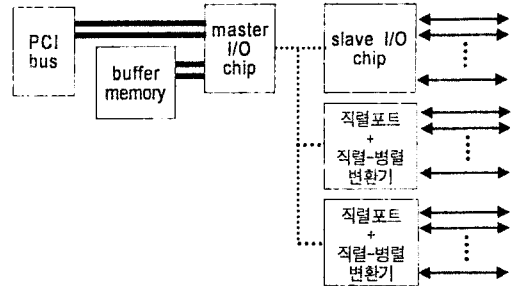 PCI
bus
buffer
memory
master
I/O
chip
slave I/O
chip
직렬포트
+
직렬-병렬
변환기
직렬포트
+
직렬-병렬
변환기